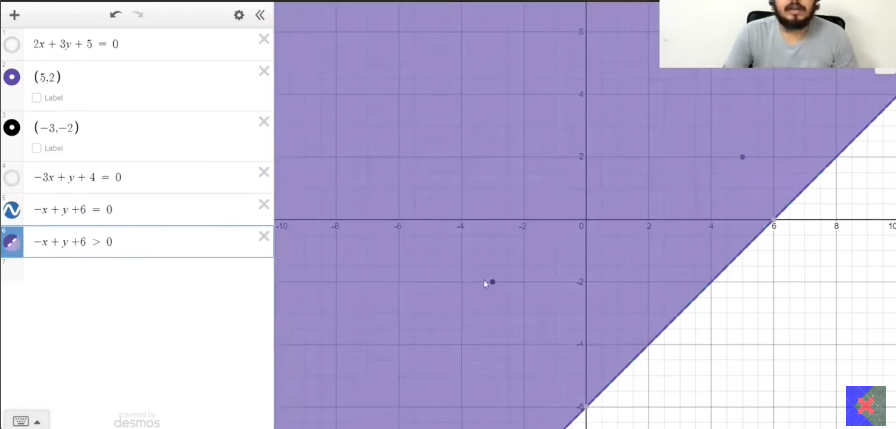 1
2x + 3y + 5 = 0
2
(5,2)
Label
3
(−3,−2)
Label
4
−3x + y + 4 = 0
5
−x + y + 6 = 0
6
−x + y + 6 > 0
7
powered by
desmos
6
4
2
-10 -8 -6 -4 -2 0 2 4 6 8 10
-2
-4
-6